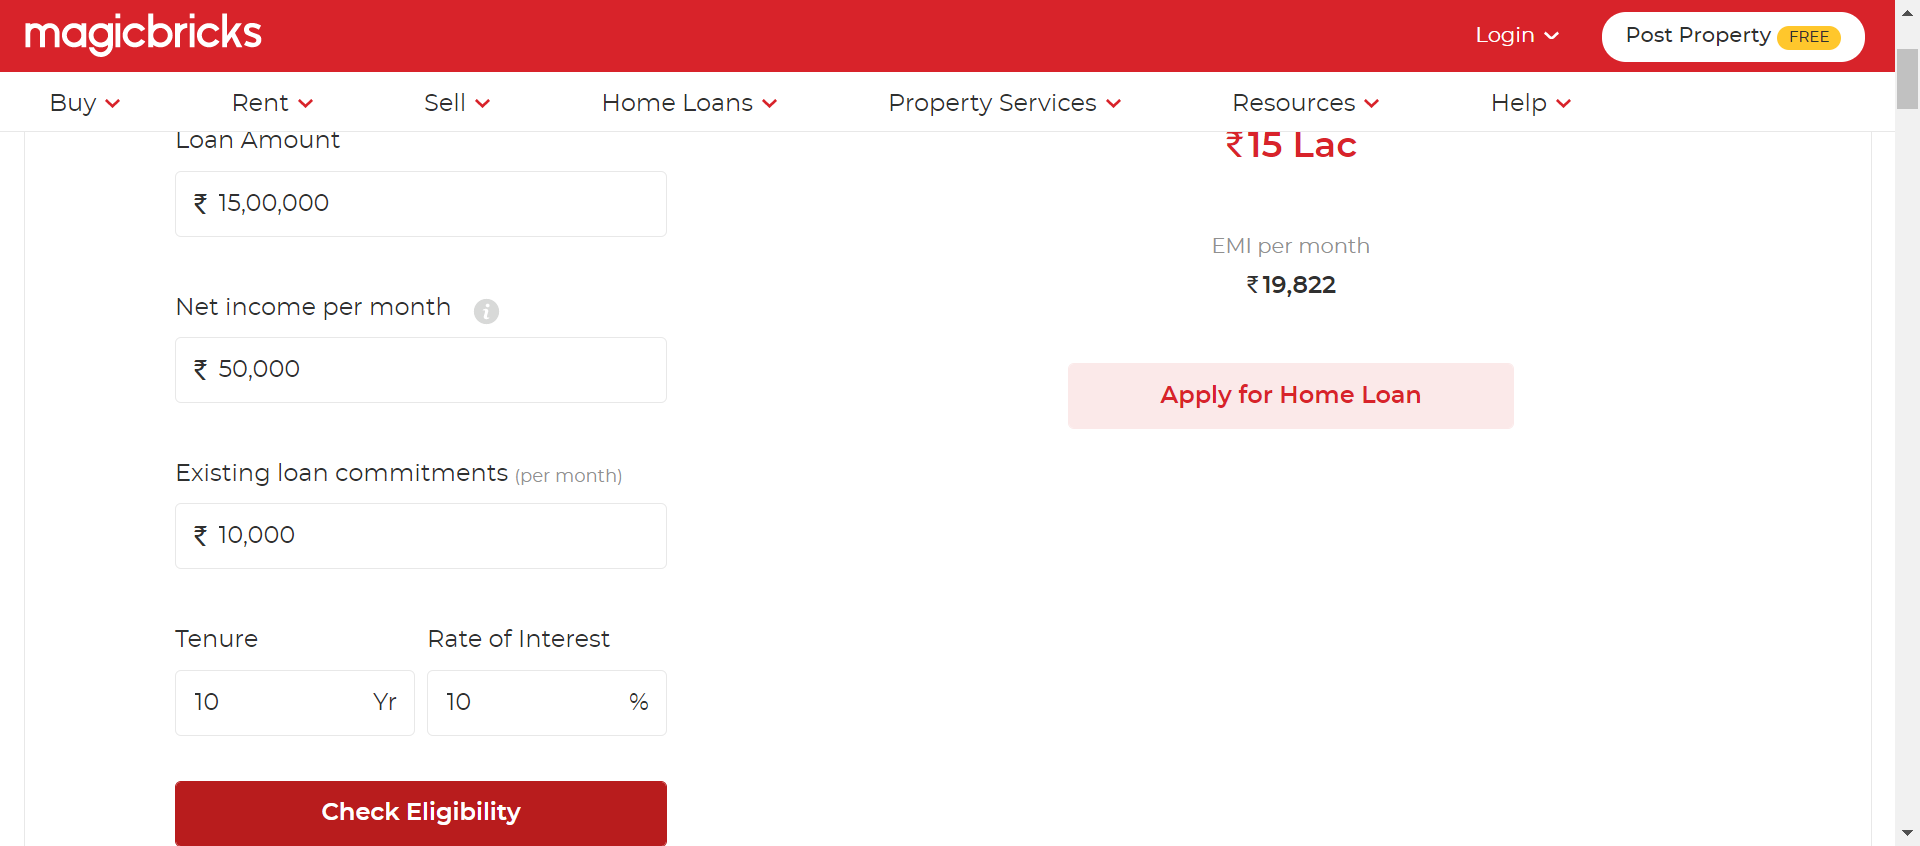 magicbricks
Login
Post Property FREE
Buy Rent Sell Home Loans Property Services Resources Help
Loan Amount
₹ 15,00,000
Net income per month i
₹ 50,000
Existing loan commitments (per month)
₹ 10,000
Tenure Rate of Interest
10 Yr 10 %
Check Eligibility
₹15 Lac
EMI per month
₹19,822
Apply for Home Loan